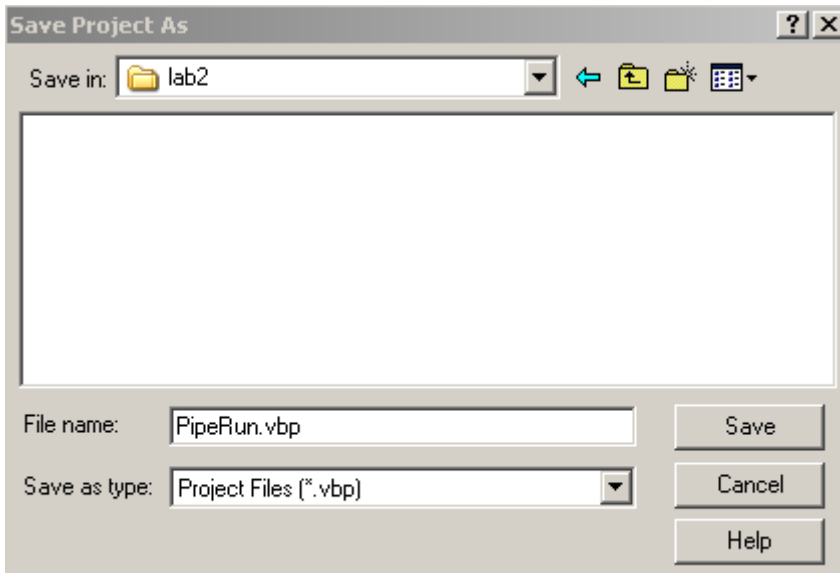 Save Project As
Save in: lab2
File name: PipeRun.vbp Save
Save as type: Project Files (*.vbp) Cancel
Help